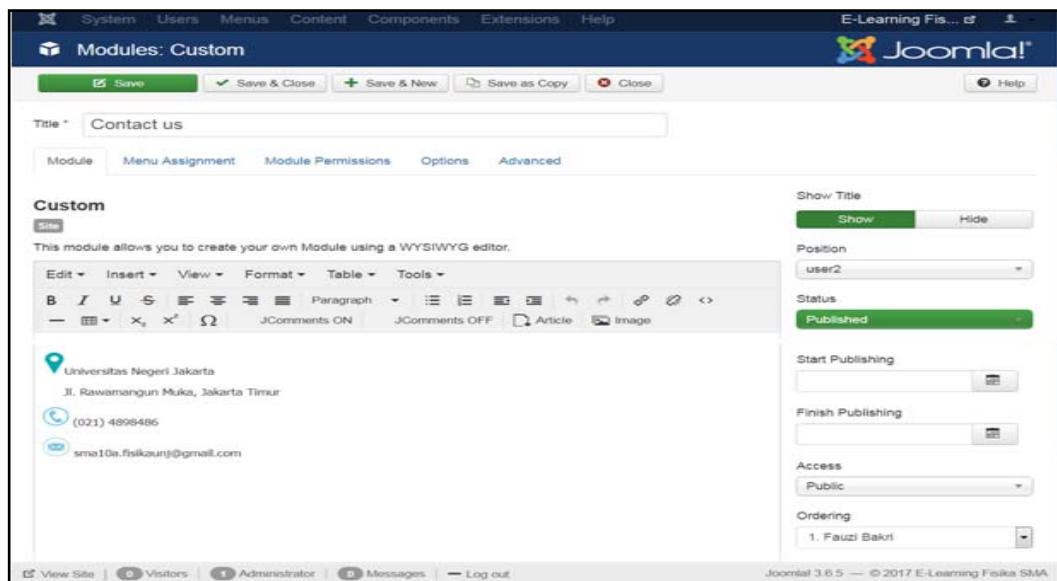 System Users Menus Content Components Extensions Help E-Learning Fis...
Modules: Custom Joomla!®
Save Save & Close Save & New Save as Copy Close Help
Title * Contact us
Module Menu Assignment Module Permissions Options Advanced
Custom
Site
This module allows you to create your own Module using a WYSIWYG editor.
Edit Insert View Format Table Tools
B I U S Paragraph
X₂ X² Ω JComments ON JComments OFF Article Image
Universitas Negeri Jakarta
Jl. Rawamangun Muka, Jakarta Timur
(021) 4898486
sma10a.fisikaunj@gmail.com
Show Title
Show Hide
Position
user2
Status
Published
Start Publishing
Finish Publishing
Access
Public
Ordering
1. Fauzi Bakri
View Site 0 Visitors 1 Administrator 0 Messages Log out Joomla! 3.6.5 — © 2017 E-Learning Fisika SMA